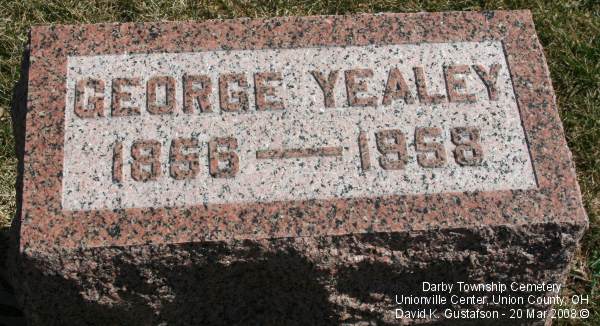 GEORGE YEALEY
1866 — 1958
Darby Township Cemetery
Unionville Center, Union County, OH
David K. Gustafson - 20 Mar 2008 ©